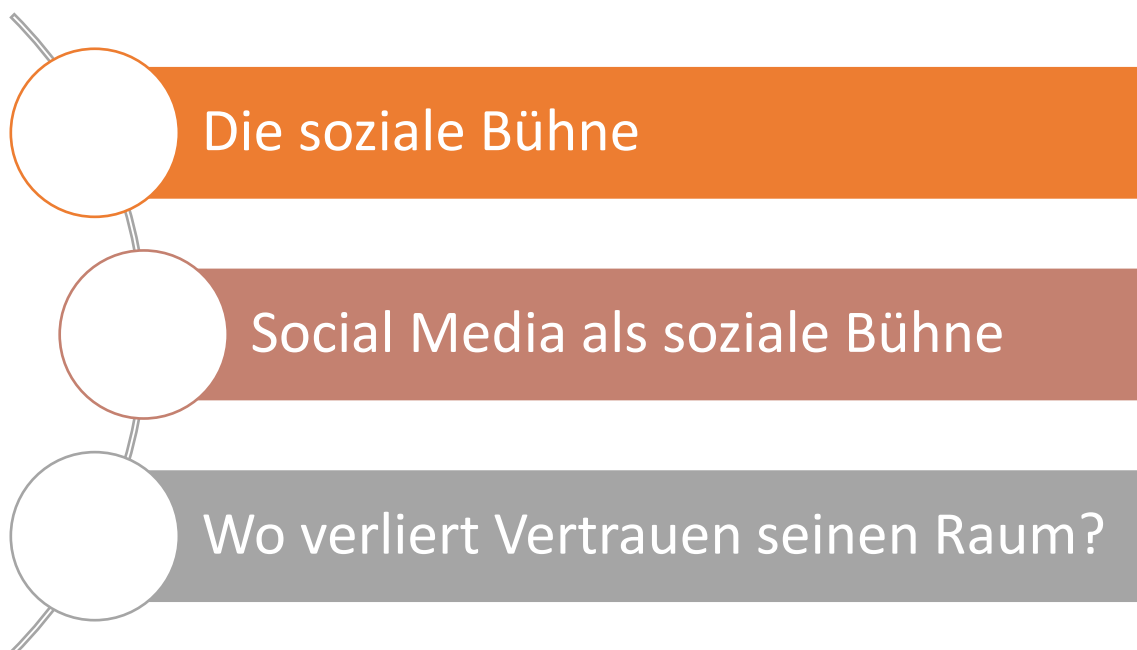 Die soziale Bühne
Social Media als soziale Bühne
Wo verliert Vertrauen seinen Raum?